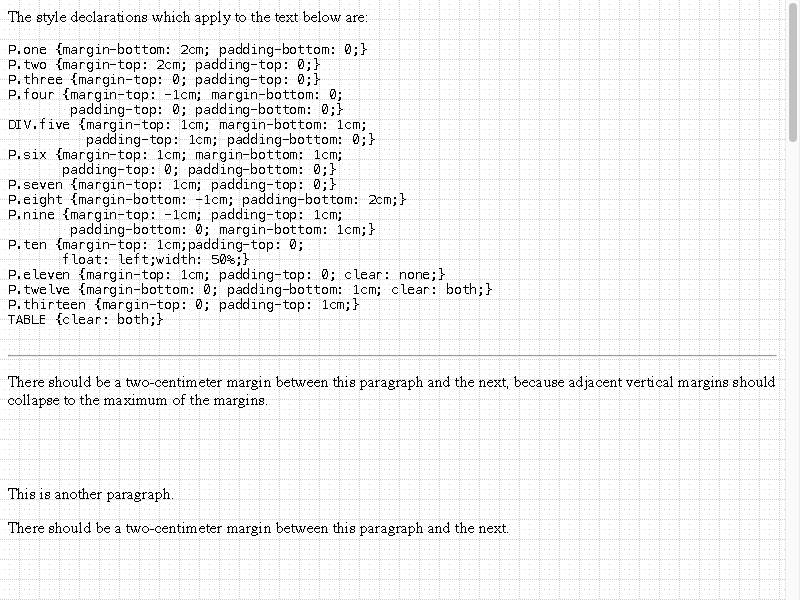 The style declarations which apply to the text below are:
P.one {margin-bottom: 2cm; padding-bottom: 0;}
P.two {margin-top: 2cm; padding-top: 0;}
P.three {margin-top: 0; padding-top: 0;}
P.four {margin-top: -1cm; margin-bottom: 0;
padding-top: 0; padding-bottom: 0;}
DIV.five {margin-top: 1cm; margin-bottom: 1cm;
padding-top: 1cm; padding-bottom: 0;}
P.six {margin-top: 1cm; margin-bottom: 1cm;
padding-top: 0; padding-bottom: 0;}
P.seven {margin-top: 1cm; padding-top: 0;}
P.eight {margin-bottom: -1cm; padding-bottom: 2cm;}
P.nine {margin-top: -1cm; padding-top: 1cm;
padding-bottom: 0; margin-bottom: 1cm;}
P.ten {margin-top: 1cm;padding-top: 0;
float: left;width: 50%;}
P.eleven {margin-top: 1cm; padding-top: 0; clear: none;}
P.twelve {margin-bottom: 0; padding-bottom: 1cm; clear: both;}
P.thirteen {margin-top: 0; padding-top: 1cm;}
TABLE {clear: both;}
There should be a two-centimeter margin between this paragraph and the next, because adjacent vertical margins should
collapse to the maximum of the margins.
This is another paragraph.
There should be a two-centimeter margin between this paragraph and the next.